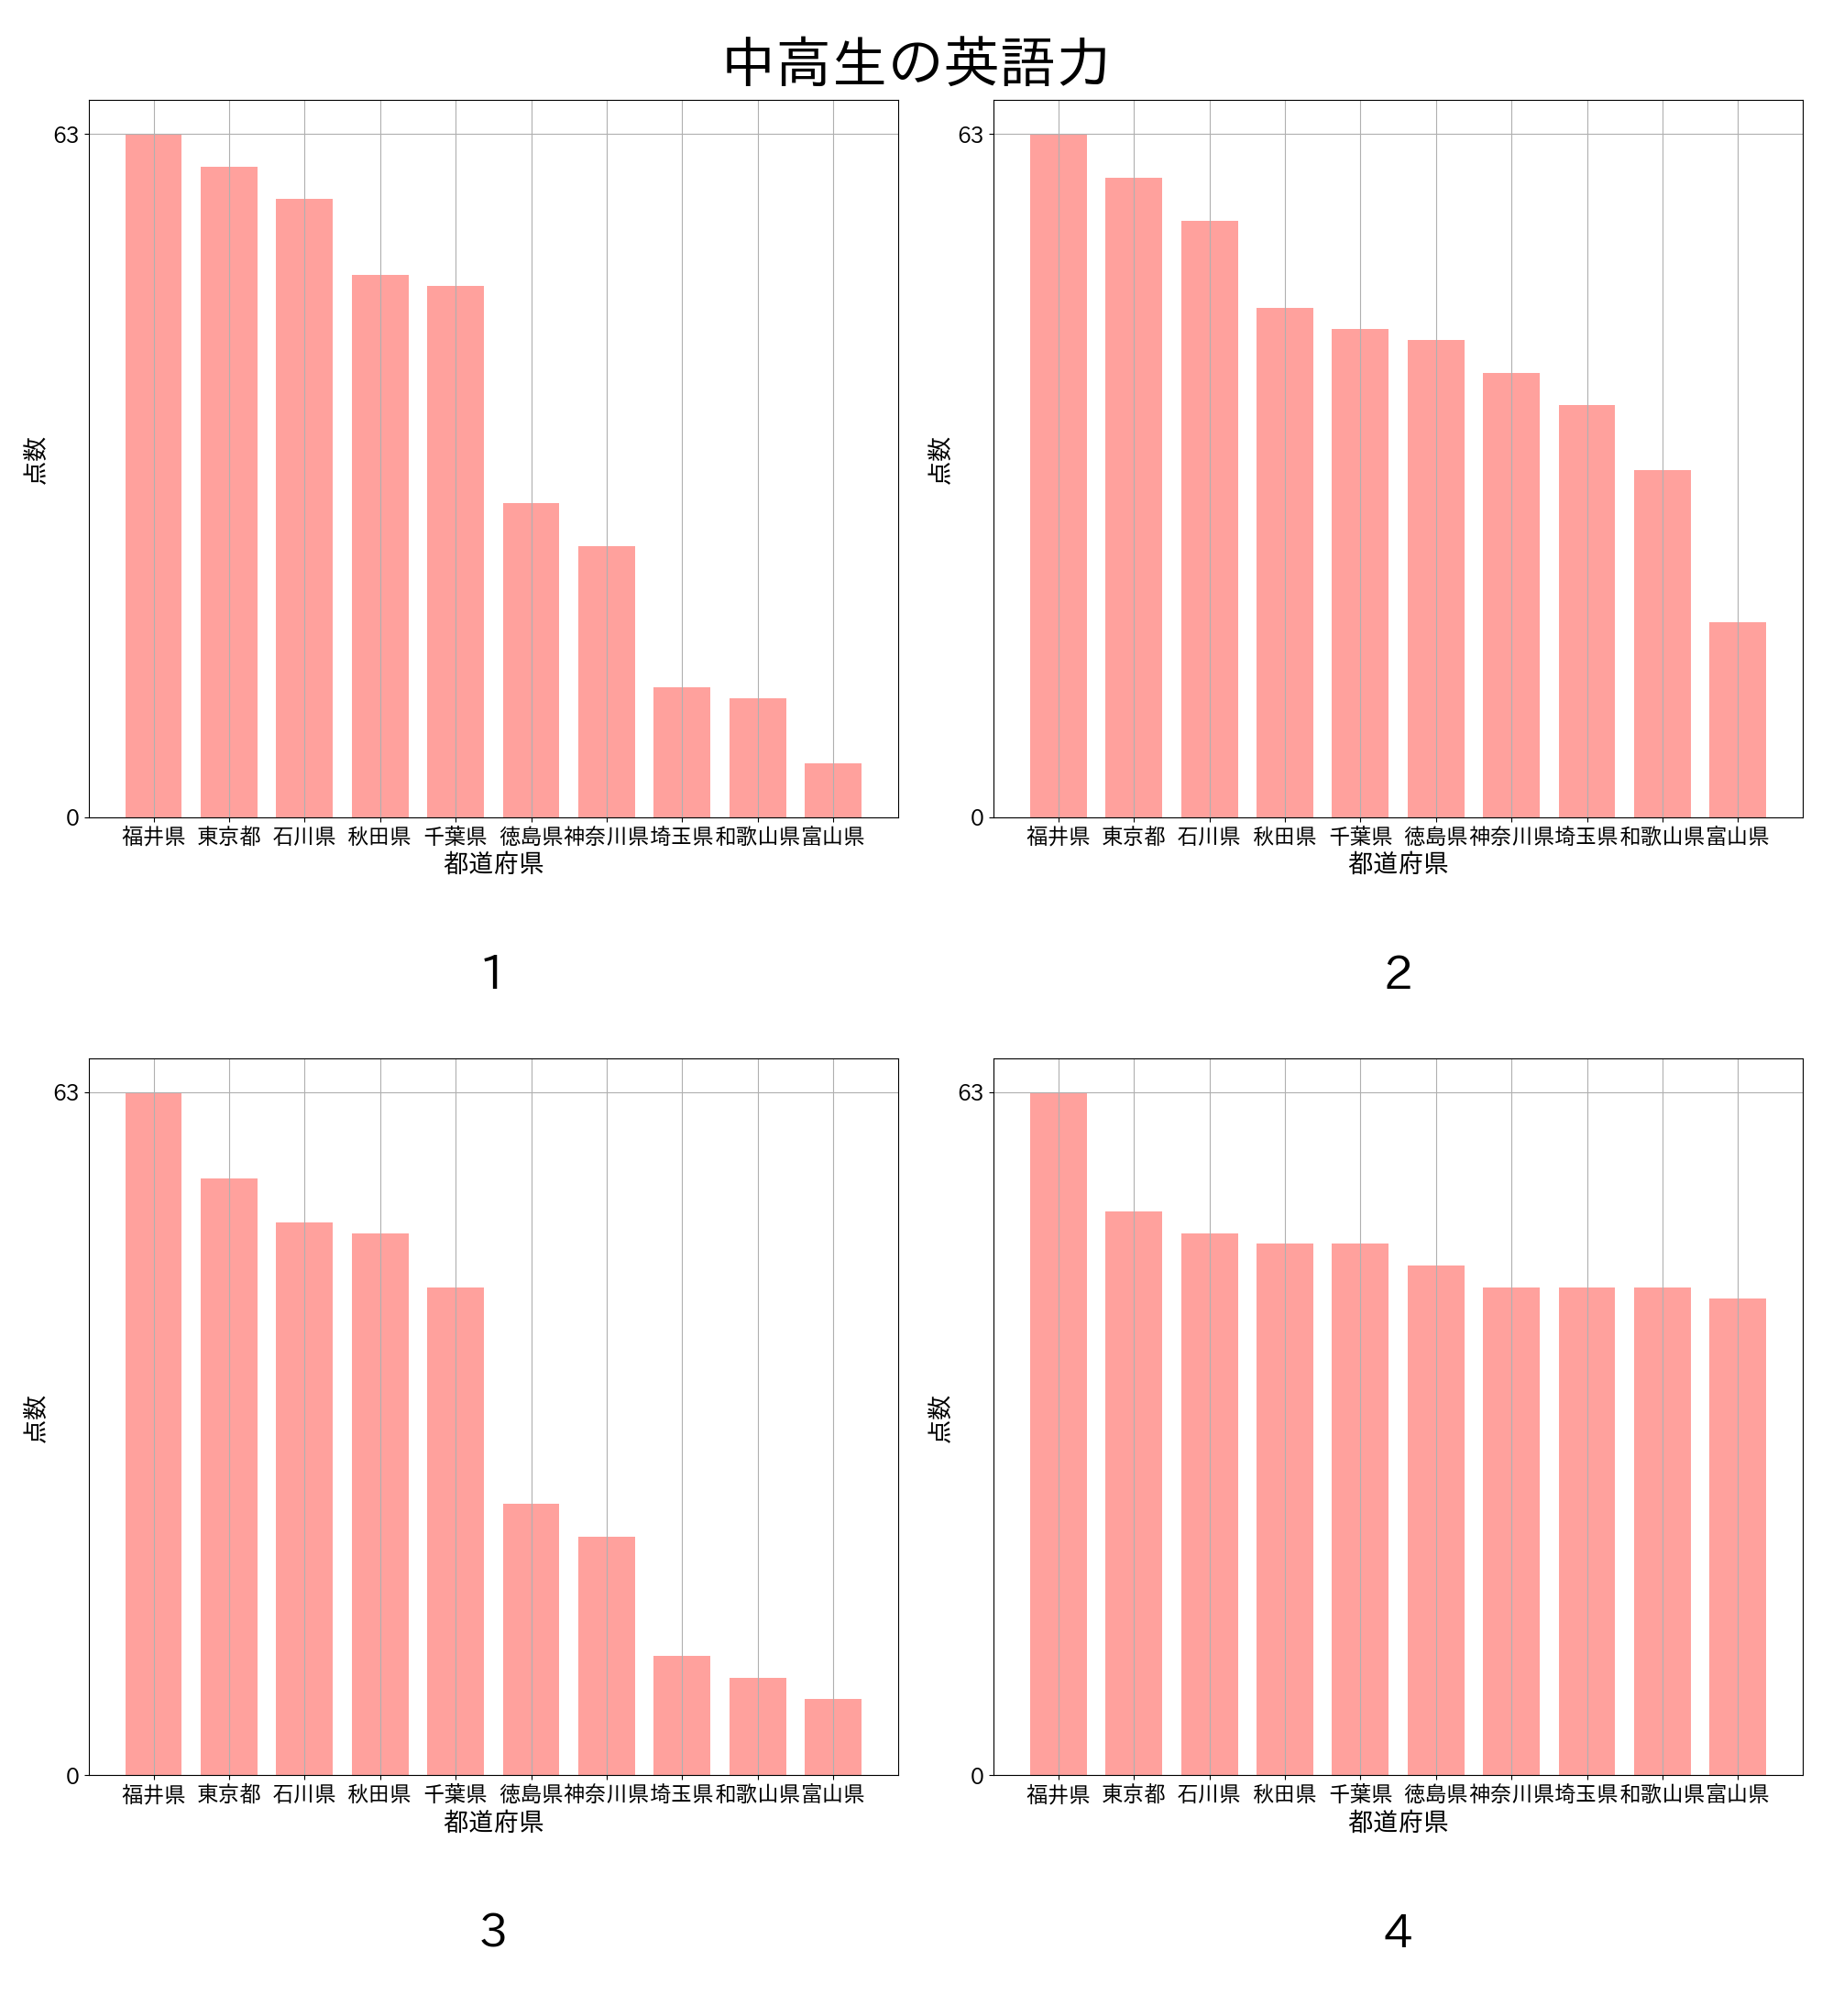 中高生の英語力
63
0
点数
福井県 東京都 石川県 秋田県 千葉県 徳島県 神奈川県 埼玉県 和歌山県 富山県
都道府県
1
63
0
点数
福井県 東京都 石川県 秋田県 千葉県 徳島県 神奈川県 埼玉県 和歌山県 富山県
都道府県
2
63
0
点数
福井県 東京都 石川県 秋田県 千葉県 徳島県 神奈川県 埼玉県 和歌山県 富山県
都道府県
3
63
0
点数
福井県 東京都 石川県 秋田県 千葉県 徳島県 神奈川県 埼玉県 和歌山県 富山県
都道府県
4